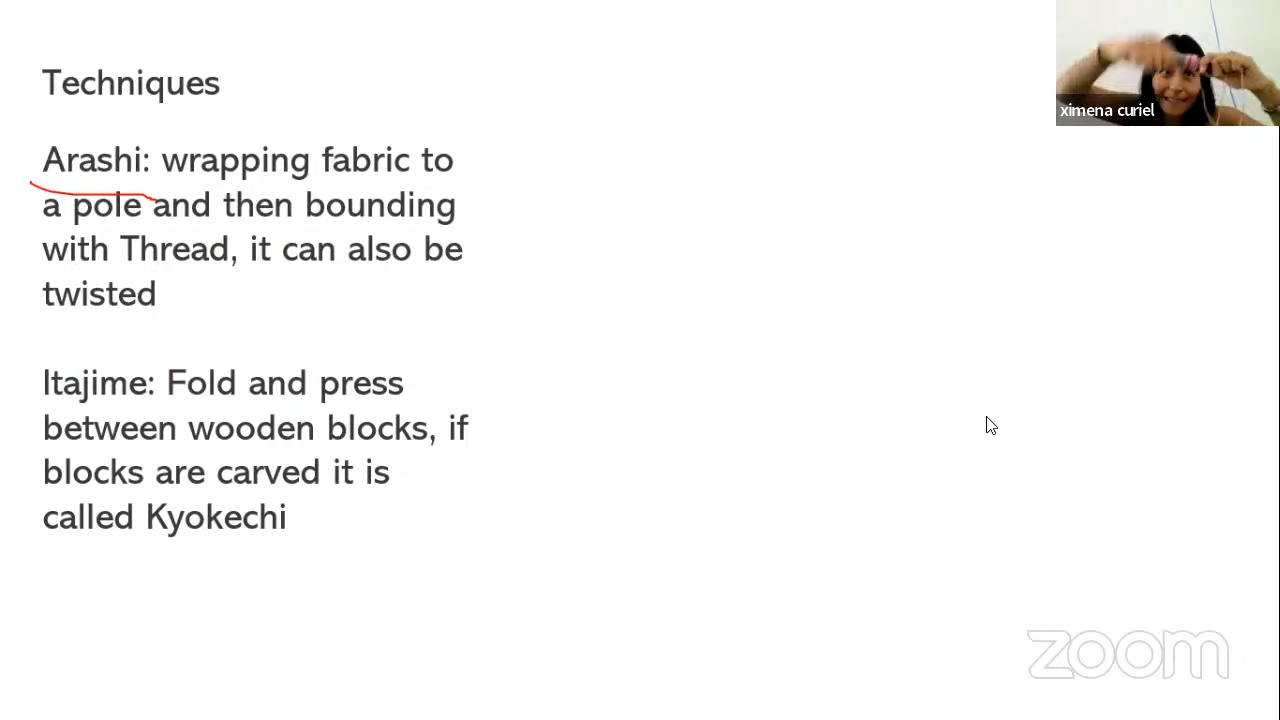 Techniques
Arashi: wrapping fabric to
a pole and then bounding
with Thread, it can also be
twisted
Itajime: Fold and press
between wooden blocks, if
blocks are carved it is
called Kyokechi
ximena curiel
zoom